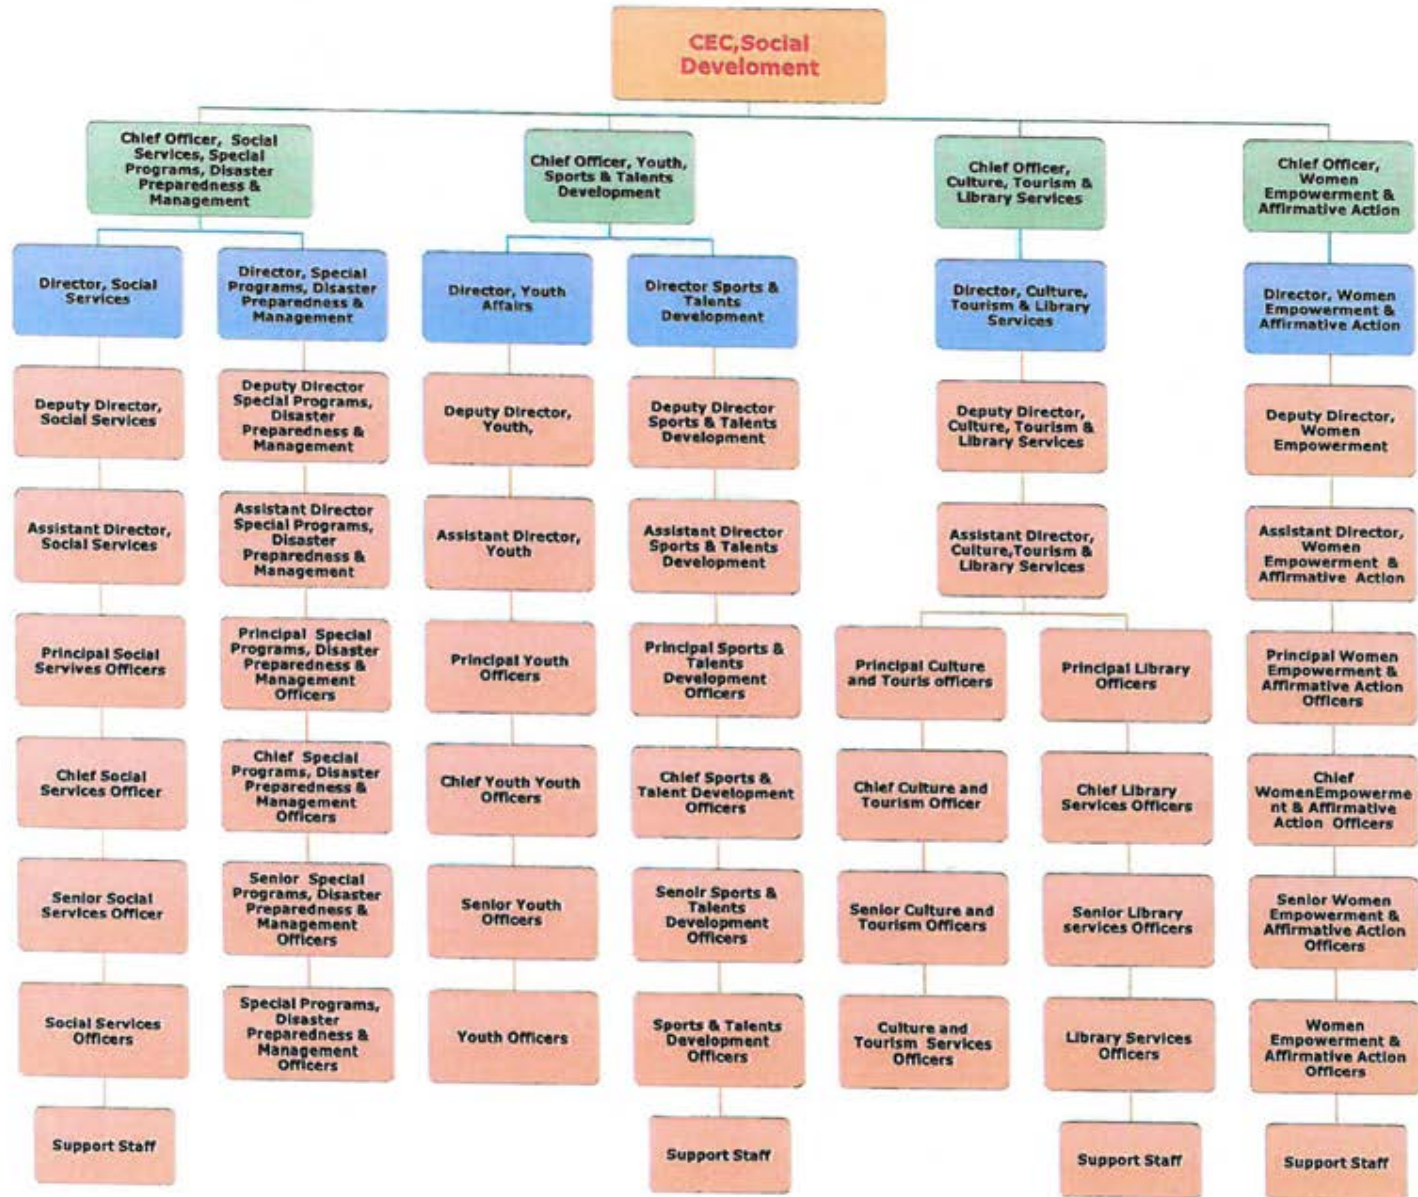 CEC,Social
Develoment
Chief Officer, Social
Services, Special
Programs, Disaster
Preparedness &
Management
Chief Officer, Youth,
Sports & Talents
Development
Chief Officer,
Culture, Tourism &
Library Services
Chief Officer,
Women
Empowerment &
Affirmative Action
Director, Social
Services
Director, Special
Programs, Disaster
Preparedness &
Management
Director, Youth
Affairs
Director Sports &
Talents
Development
Director, Culture,
Tourism & Library
Services
Director, Women
Empowerment &
Affirmative Action
Deputy Director,
Social Services
Deputy Director
Special Programs,
Disaster
Preparedness &
Management
Deputy Director,
Youth,
Deputy Director
Sports & Talents
Development
Deputy Director,
Culture, Tourism &
Library Services
Deputy Director,
Women
Empowerment
Assistant Director,
Social Services
Assistant Director
Special Programs,
Disaster
Preparedness &
Management
Assistant Director,
Youth
Assistant Director
Sports & Talents
Development
Assistant Director,
Culture,Tourism &
Library Services
Assistant Director,
Women
Empowerment &
Affirmative Action
Principal Social
Servives Officers
Principal Special
Programs, Disaster
Preparedness &
Management
Officers
Principal Youth
Officers
Principal Sports &
Talents
Development
Officers
Principal Culture
and Touris officers
Principal Library
Officers
Principal Women
Empowerment &
Affirmative Action
Officers
Chief Social
Services Officer
Chief Special
Programs, Disaster
Preparedness &
Management
Officers
Chief Youth Youth
Officers
Chief Sports &
Talent Development
Officers
Chief Culture and
Tourism Officer
Chief Library
Services Officers
Chief
WomenEmpowerme
nt & Affirmative
Action Officers
Senior Social
Services Officer
Senior Special
Programs, Disaster
Preparedness &
Management
Officers
Senior Youth
Officers
Senoir Sports &
Talents
Development
Officers
Senior Culture and
Tourism Officers
Senior Library
services Officers
Senior Women
Empowerment &
Affirmative Action
Officers
Social Services
Officers
Special Programs,
Disaster
Preparedness &
Management
Officers
Youth Officers
Sports & Talents
Development
Officers
Culture and
Tourism Services
Officers
Library Services
Officers
Women
Empowerment &
Affirmative Action
Officers
Support Staff
Support Staff
Support Staff
Support Staff